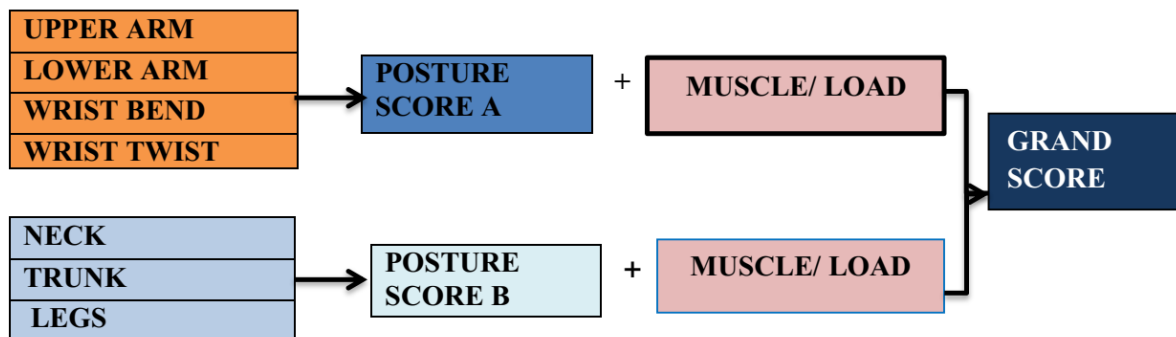 UPPER ARM
LOWER ARM
WRIST BEND
WRIST TWIST
POSTURE
SCORE A
+
MUSCLE/ LOAD
GRAND
SCORE
NECK
TRUNK
LEGS
POSTURE
SCORE B
+
MUSCLE/ LOAD